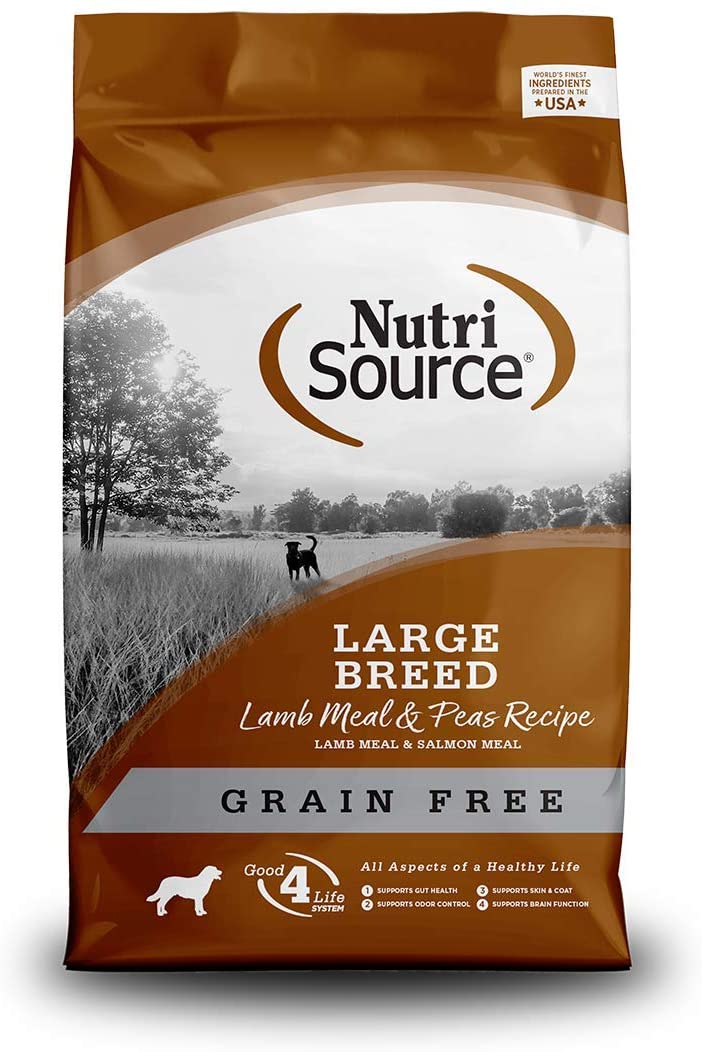 WORLD'S FINEST
INGREDIENTS
PREPARED IN THE
★USA★
Nutri
Source®
LARGE
BREED
Lamb Meal & Peas Recipe
LAMB MEAL & SALMON MEAL
GRAIN FREE
Good 4 Life
SYSTEM
All Aspects of a Healthy Life
1 SUPPORTS GUT HEALTH
2 SUPPORTS ODOR CONTROL
3 SUPPORTS SKIN & COAT
4 SUPPORTS BRAIN FUNCTION